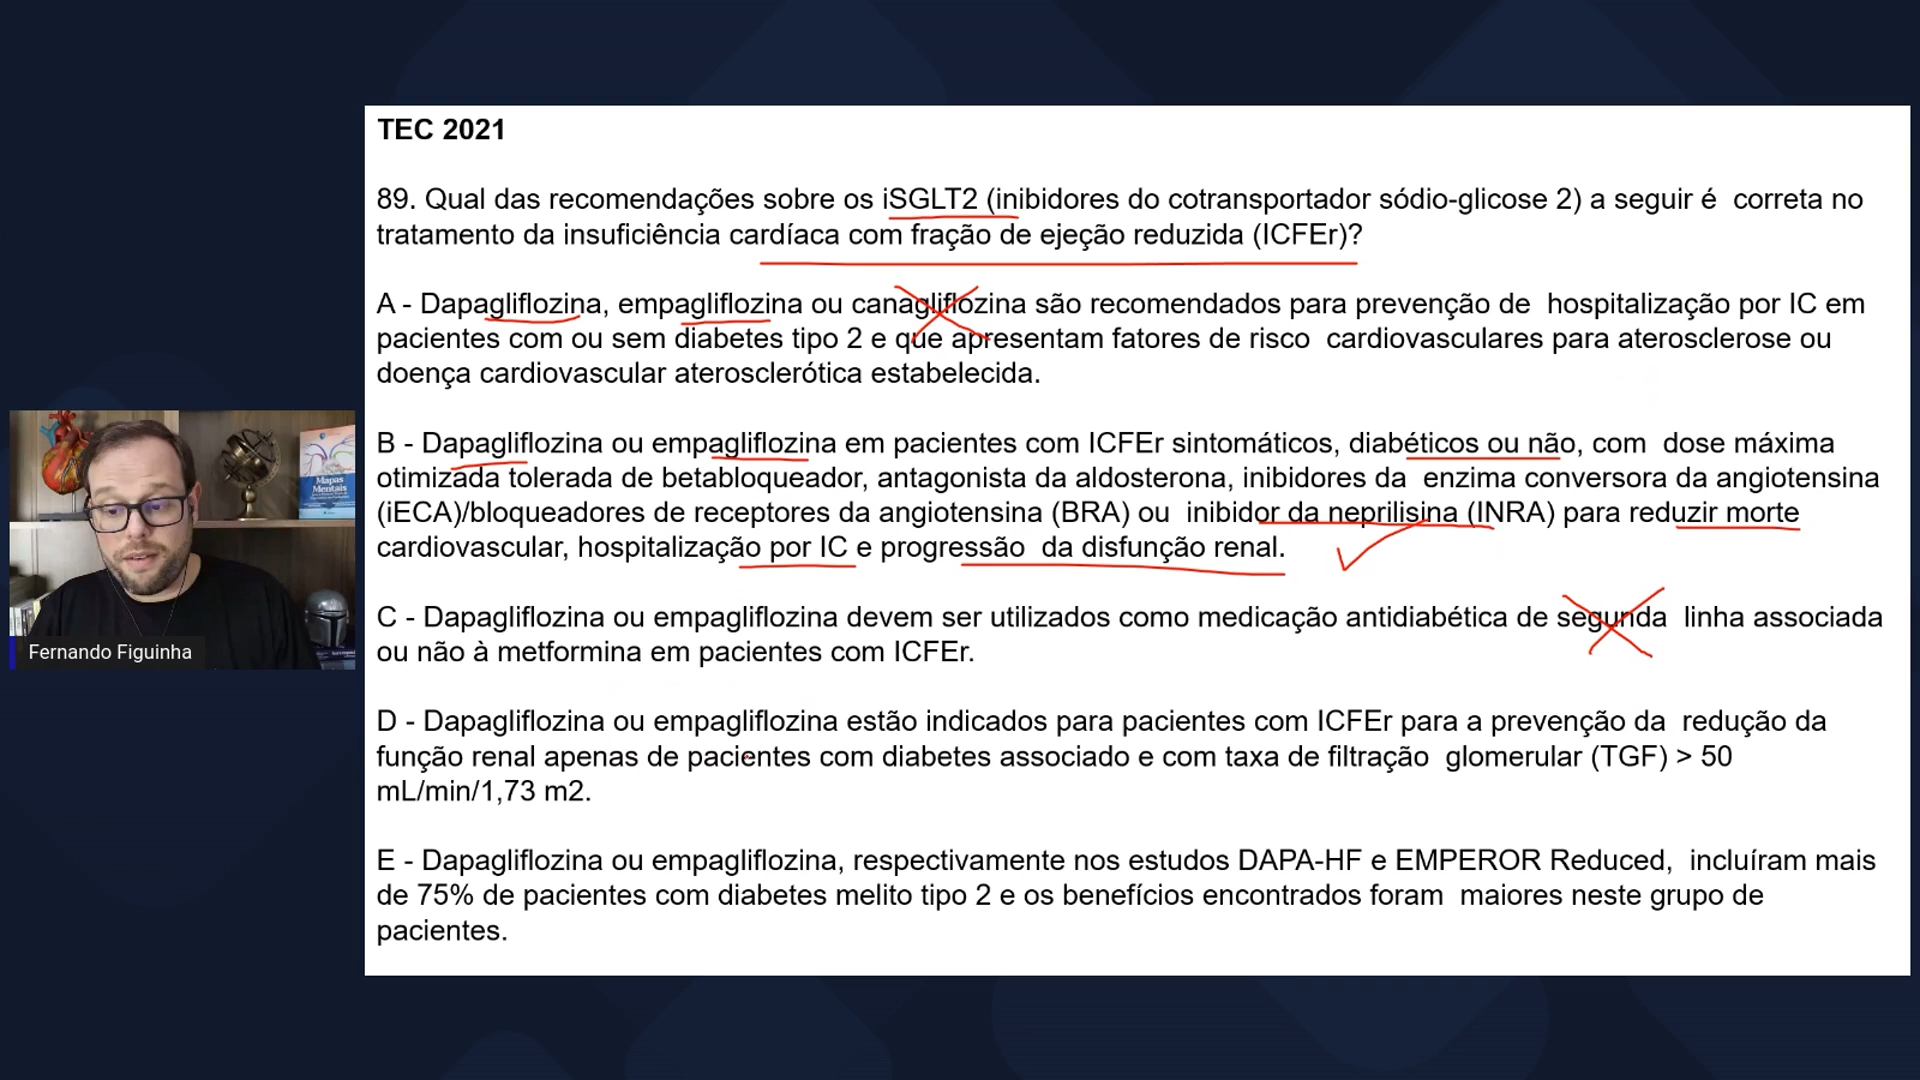 TEC 2021
89. Qual das recomendações sobre os iSGLT2 (inibidores do cotransportador sódio-glicose 2) a seguir é correta no
tratamento da insuficiência cardíaca com fração de ejeção reduzida (ICFEr)?
A - Dapagliflozina, empagliflozina ou canagliflozina são recomendados para prevenção de hospitalização por IC em
pacientes com ou sem diabetes tipo 2 e que apresentam fatores de risco cardiovasculares para aterosclerose ou
doença cardiovascular aterosclerótica estabelecida.
B - Dapagliflozina ou empagliflozina em pacientes com ICFEr sintomáticos, diabéticos ou não, com dose máxima
otimizada tolerada de betabloqueador, antagonista da aldosterona, inibidores da enzima conversora da angiotensina
(iECA)/bloqueadores de receptores da angiotensina (BRA) ou inibidor da neprilisina (INRA) para reduzir morte
cardiovascular, hospitalização por IC e progressão da disfunção renal.
C - Dapagliflozina ou empagliflozina devem ser utilizados como medicação antidiabética de segunda linha associada
ou não à metformina em pacientes com ICFEr.
D - Dapagliflozina ou empagliflozina estão indicados para pacientes com ICFEr para a prevenção da redução da
função renal apenas de pacientes com diabetes associado e com taxa de filtração glomerular (TGF) > 50
mL/min/1,73 m2.
E - Dapagliflozina ou empagliflozina, respectivamente nos estudos DAPA-HF e EMPEROR Reduced, incluíram mais
de 75% de pacientes com diabetes melito tipo 2 e os benefícios encontrados foram maiores neste grupo de
pacientes.
Mapas
Mentais
Fernando Figuinha